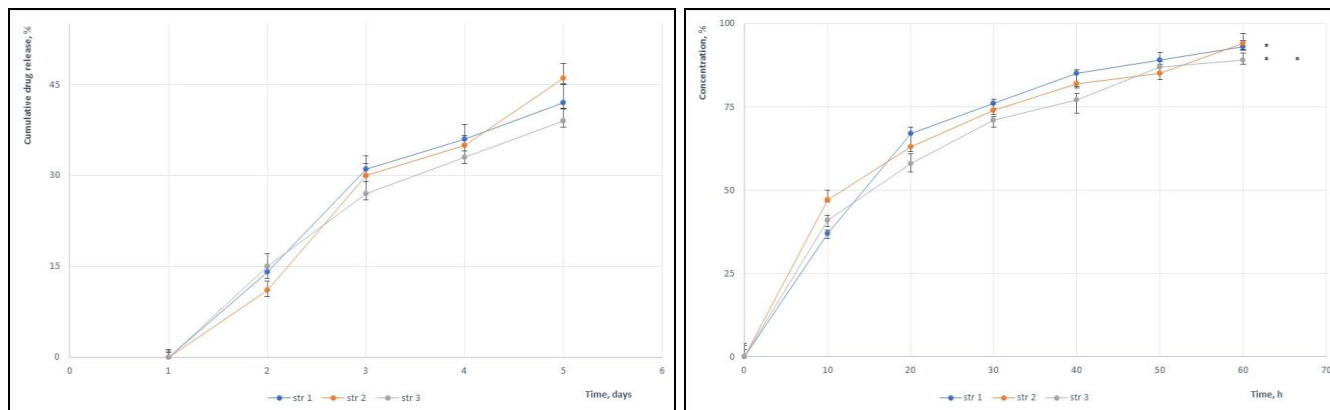 Cumulative drug release, %
45
30
15
0
0 1 2 3 4 5 6
str 1 str 2 str 3
Time, days
Concentration, %
100
75
50
25
0
0 10 20 30 40 50 60 70
* 
* *
str 1 str 2 str 3
Time, h